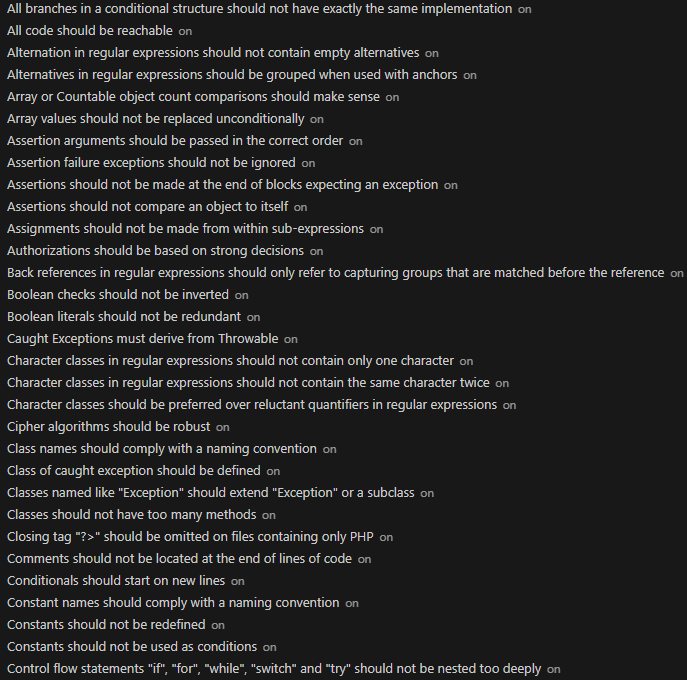 All branches in a conditional structure should not have exactly the same implementation on
All code should be reachable on
Alternation in regular expressions should not contain empty alternatives on
Alternatives in regular expressions should be grouped when used with anchors on
Array or Countable object count comparisons should make sense on
Array values should not be replaced unconditionally on
Assertion arguments should be passed in the correct order on
Assertion failure exceptions should not be ignored on
Assertions should not be made at the end of blocks expecting an exception on
Assertions should not compare an object to itself on
Assignments should not be made from within sub-expressions on
Authorizations should be based on strong decisions on
Back references in regular expressions should only refer to capturing groups that are matched before the reference on
Boolean checks should not be inverted on
Boolean literals should not be redundant on
Caught Exceptions must derive from Throwable on
Character classes in regular expressions should not contain only one character on
Character classes in regular expressions should not contain the same character twice on
Character classes should be preferred over reluctant quantifiers in regular expressions on
Cipher algorithms should be robust on
Class names should comply with a naming convention on
Class of caught exception should be defined on
Classes named like "Exception" should extend "Exception" or a subclass on
Classes should not have too many methods on
Closing tag "?>" should be omitted on files containing only PHP on
Comments should not be located at the end of lines of code on
Conditionals should start on new lines on
Constant names should comply with a naming convention on
Constants should not be redefined on
Constants should not be used as conditions on
Control flow statements "if", "for", "while", "switch" and "try" should not be nested too deeply on